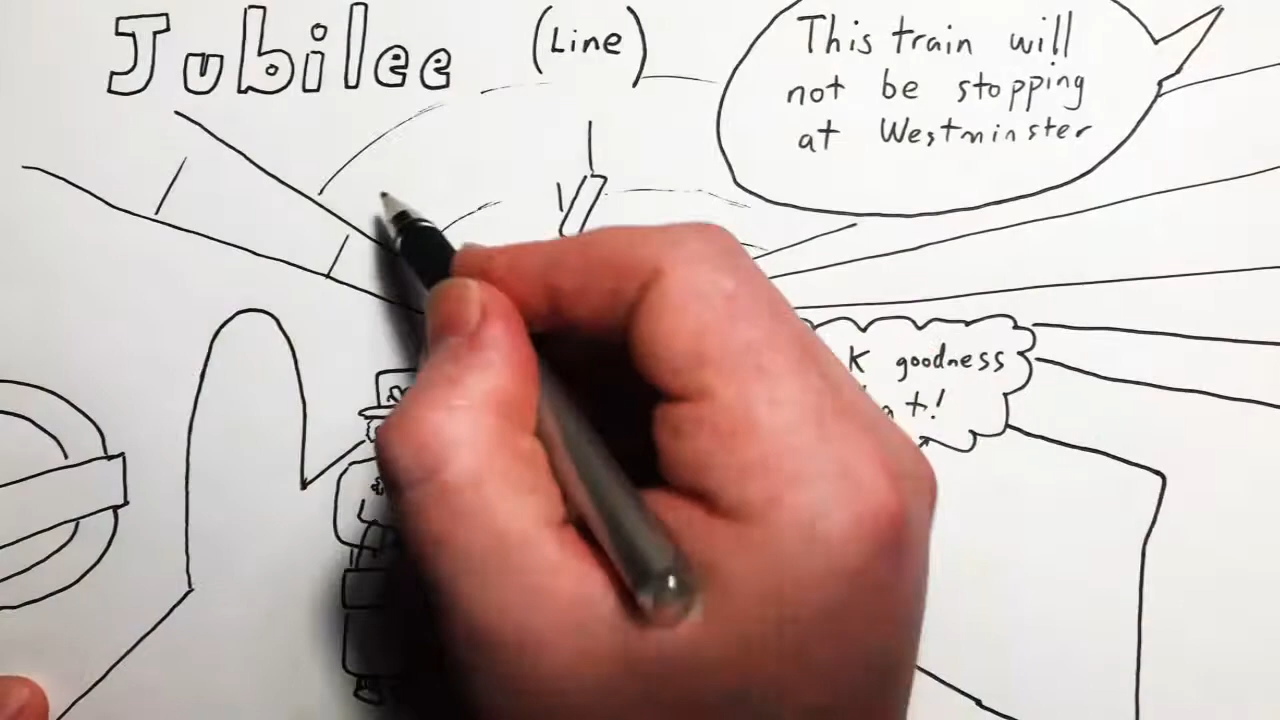 Jubilee
(Line)
This train will
not be stopping
at Westminster
goodness